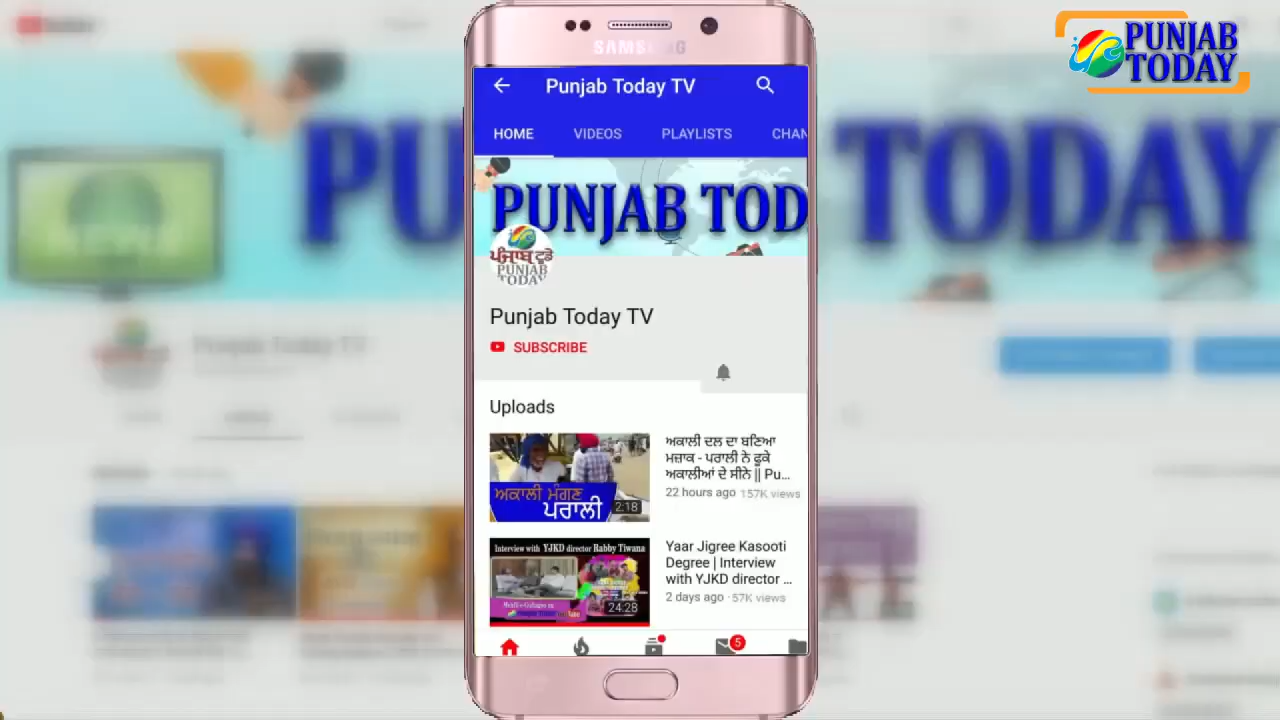 PUNJAB
TODAY
SAMSUNG
Punjab Today TV
HOME VIDEOS PLAYLISTS CHAN
PUNJAB TOD
PU
TODAY
ਪੰਜਾਬ ਟੂਡੇ
PUNJAB
TODAY
Punjab Today TV
SUBSCRIBE
Uploads
ਅਕਾਲੀ ਮੰਗਣ
ਪਰਾਲੀ
2:18
ਅਕਾਲੀ ਦਲ ਦਾ ਬਣਿਆ
ਮਜ਼ਾਕ - ਪਰਾਲੀ ਨੇ ਫੂਕੇ
ਅਕਾਲੀਆਂ ਦੇ ਸੀਨੇ || Pu...
22 hours ago 157K views
Interview with YJKD director Rabby Tiwana
24:28
Yaar Jigree Kasooti
Degree | Interview
with YJKD director ...
2 days ago · 57K views
5